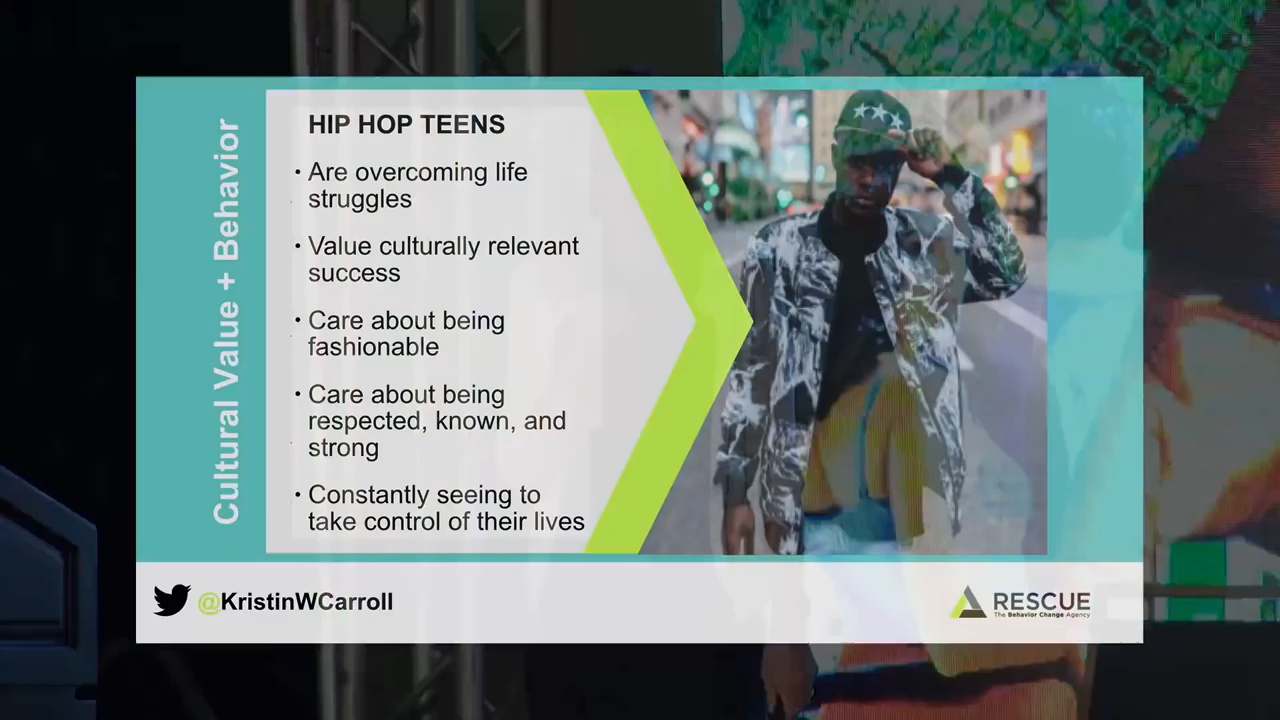 Cultural Value + Behavior
HIP HOP TEENS
• Are overcoming life
struggles
• Value culturally relevant
success
• Care about being
fashionable
• Care about being
respected, known, and
strong
• Constantly seeing to
take control of their lives
@KristinWCarroll
RESCUE
The Behavior Change Agency